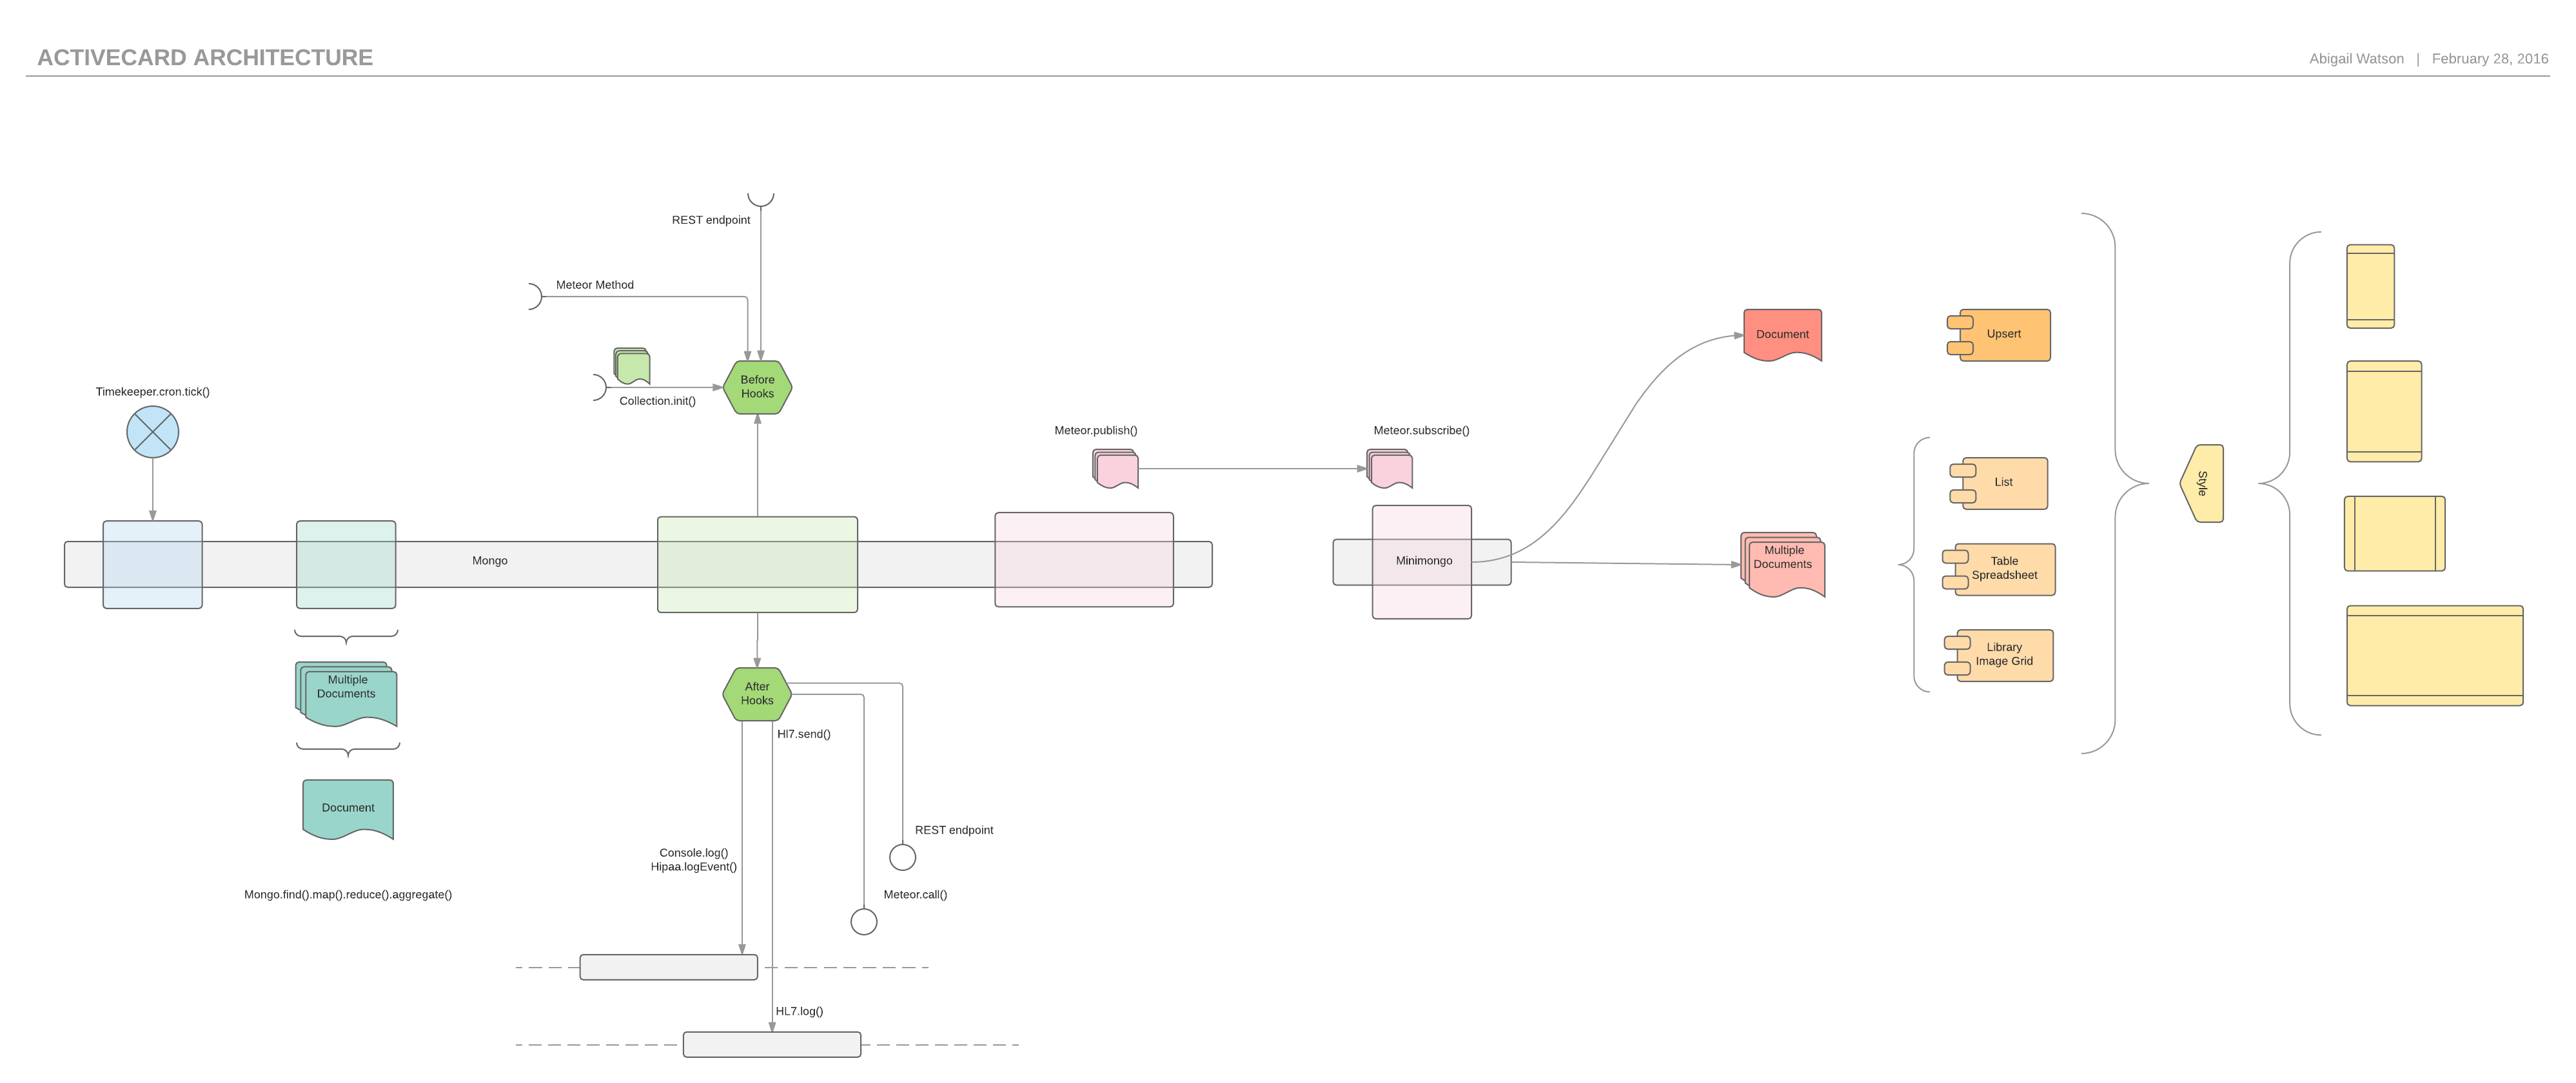 ACTIVECARD ARCHITECTURE
Abigail Watson | February 28, 2016
REST endpoint
Meteor Method
Collection.init()
Before
Hooks
Timekeeper.cron.tick()
Meteor.publish()
Meteor.subscribe()
Mongo
Minimongo
Document
Multiple
Documents
Upsert
List
Table
Spreadsheet
Library
Image Grid
Style
Multiple
Documents
Document
Mongo.find().map().reduce().aggregate()
After
Hooks
Hl7.send()
REST endpoint
Console.log()
Hipaa.logEvent()
Meteor.call()
HL7.log()